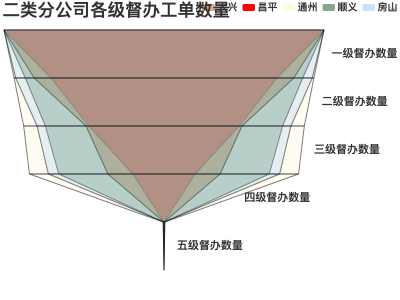 二类分公司各级督办工单数量
兴
昌平
通州
顺义
房山
一级督办数量
二级督办数量
三级督办数量
四级督办数量
五级督办数量